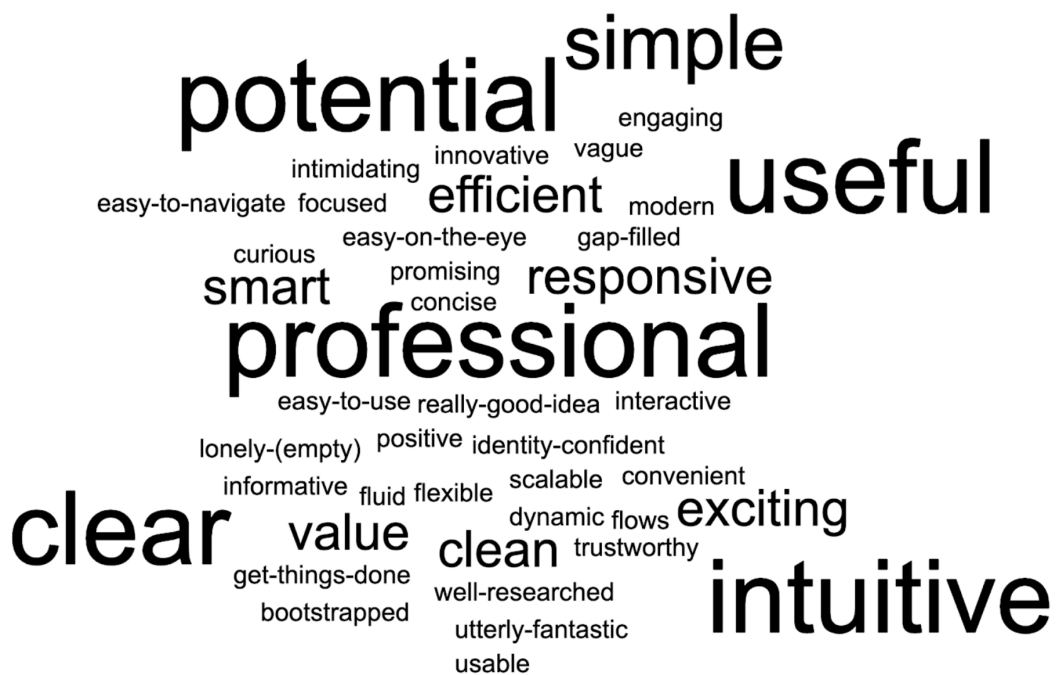 simple
potential
engaging
innovative vague
intimidating
useful
efficient
easy-to-navigate focused modern
easy-on-the-eye gap-filled
curious
promising responsive
smart
concise
professional
easy-to-use really-good-idea interactive
lonely-(empty) positive identity-confident
informative fluid flexible scalable convenient
clear
value
dynamic flows exciting
clean trustworthy
get-things-done
well-researched
intuitive
bootstrapped
utterly-fantastic
usable